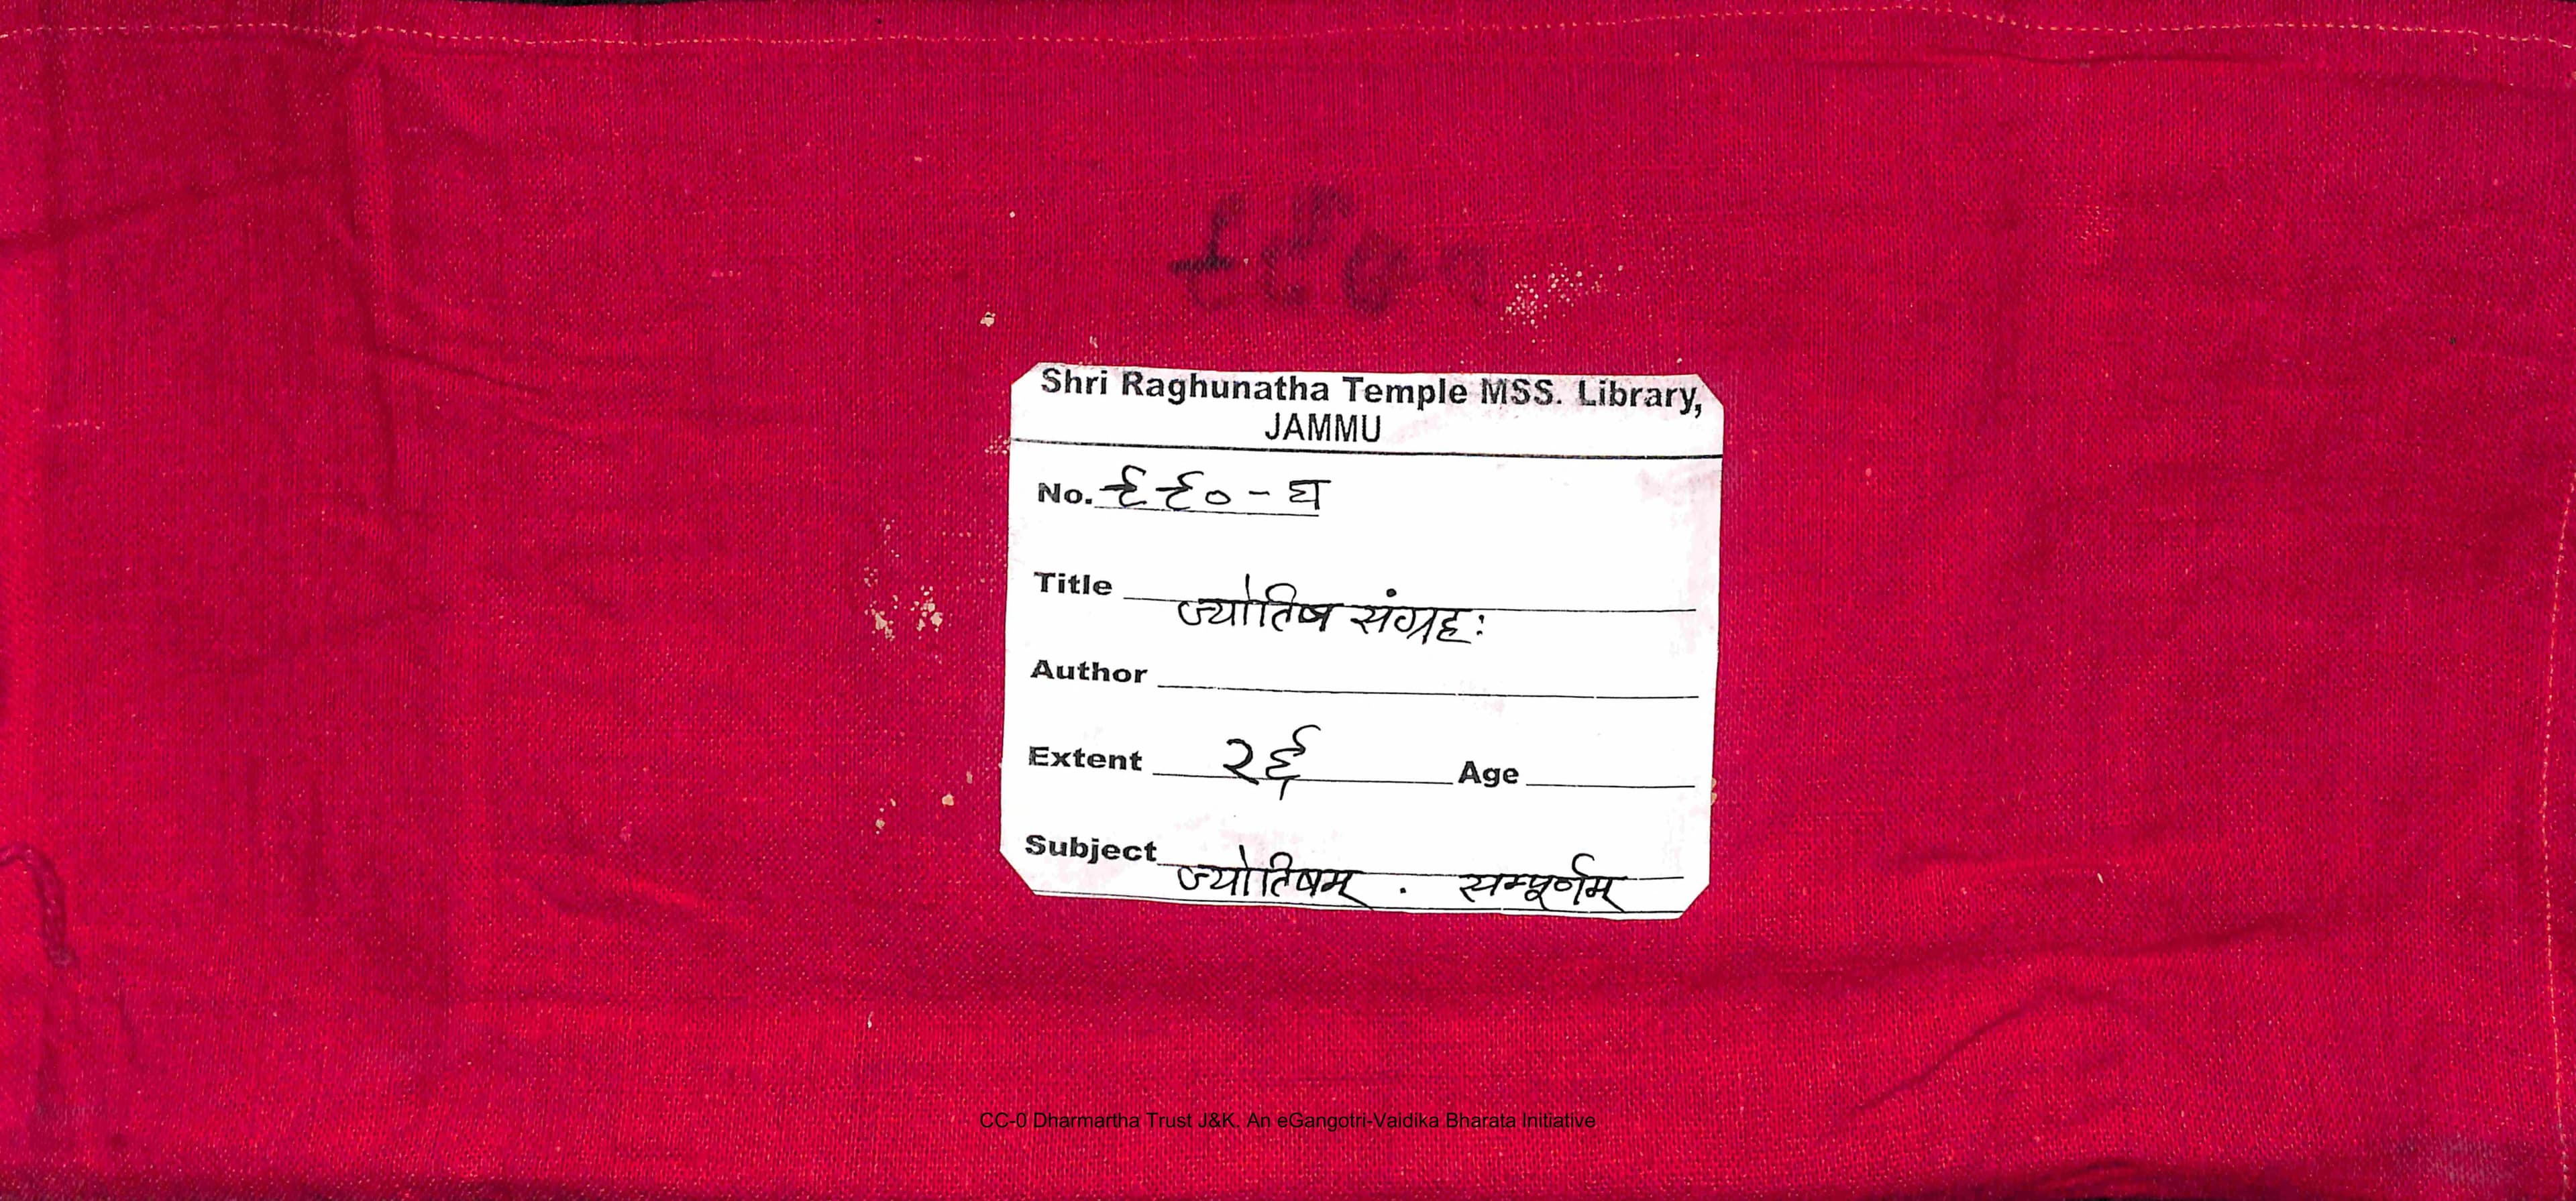 Shri Raghunatha Temple MSS. Library,
JAMMU
No. ९९० - घ
Title ज्योतिष संग्रहः
Author
Extent २६ Age
Subject ज्योतिषम् . सम्पूर्णम्
CC-0 Dharmartha Trust J&K. An eGangotri-Vaidika Bharata Initiative